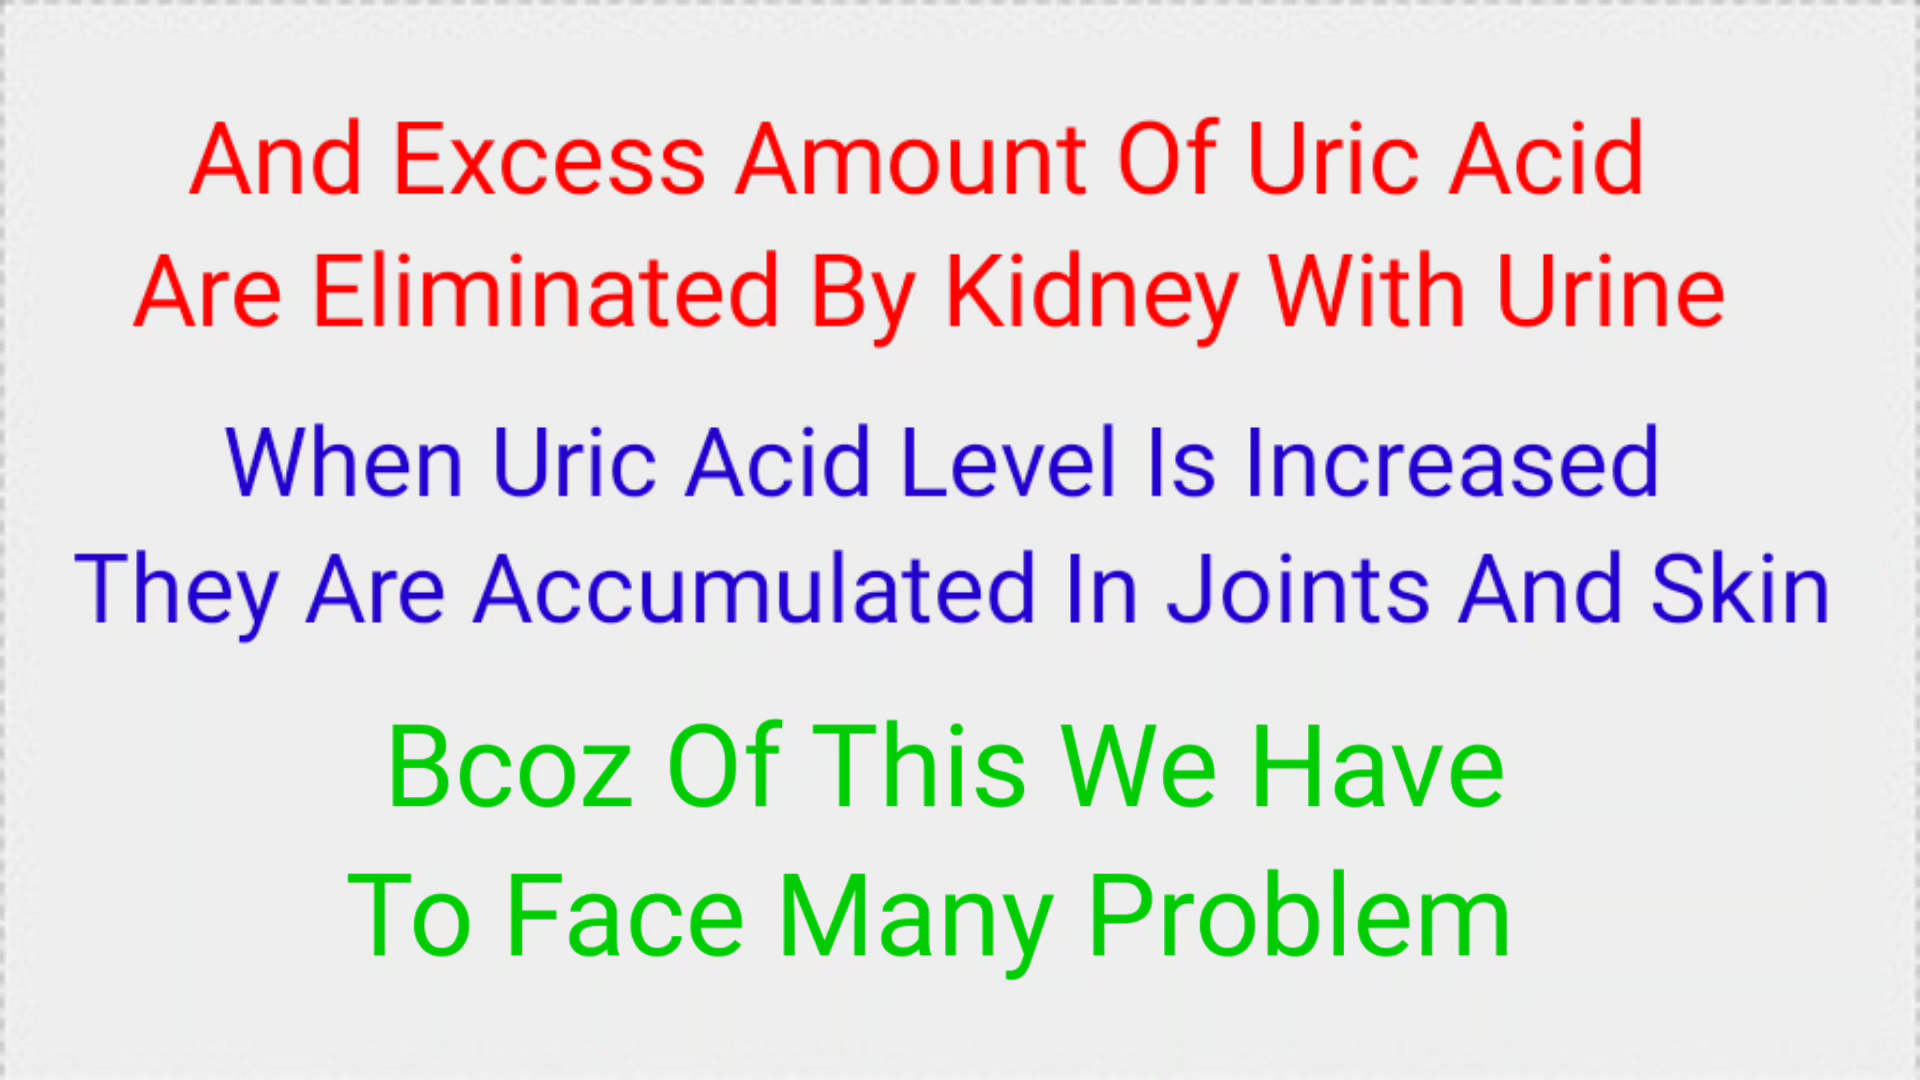 And Excess Amount Of Uric Acid
Are Eliminated By Kidney With Urine
When Uric Acid Level Is Increased
They Are Accumulated In Joints And Skin
Bcoz Of This We Have
To Face Many Problem